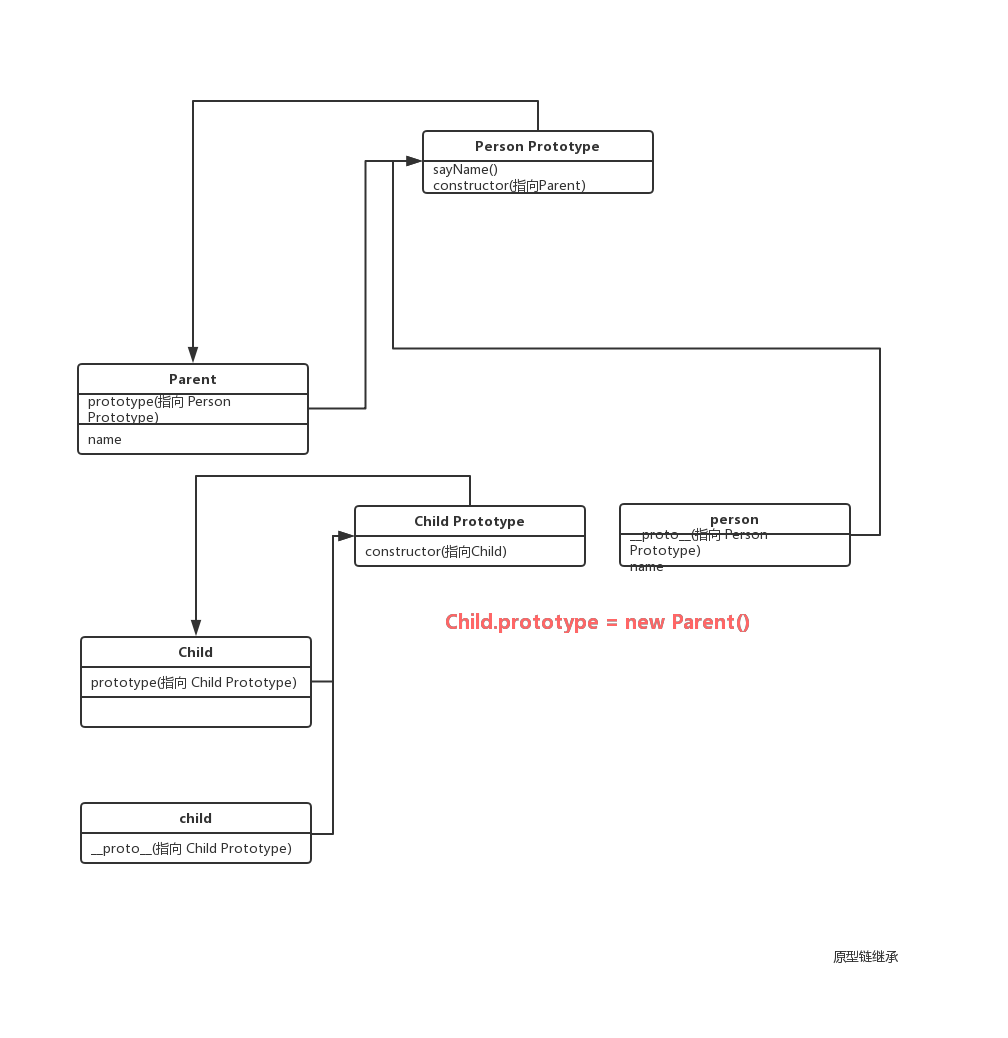 Person Prototype
sayName()
constructor(指向Parent)
Parent
prototype(指向 Person
Prototype)
name
Child Prototype
constructor(指向Child)
person
__proto__(指向 Person
Prototype)
name
Child.prototype = new Parent()
Child
prototype(指向 Child Prototype)
child
__proto__(指向 Child Prototype)
原型链继承